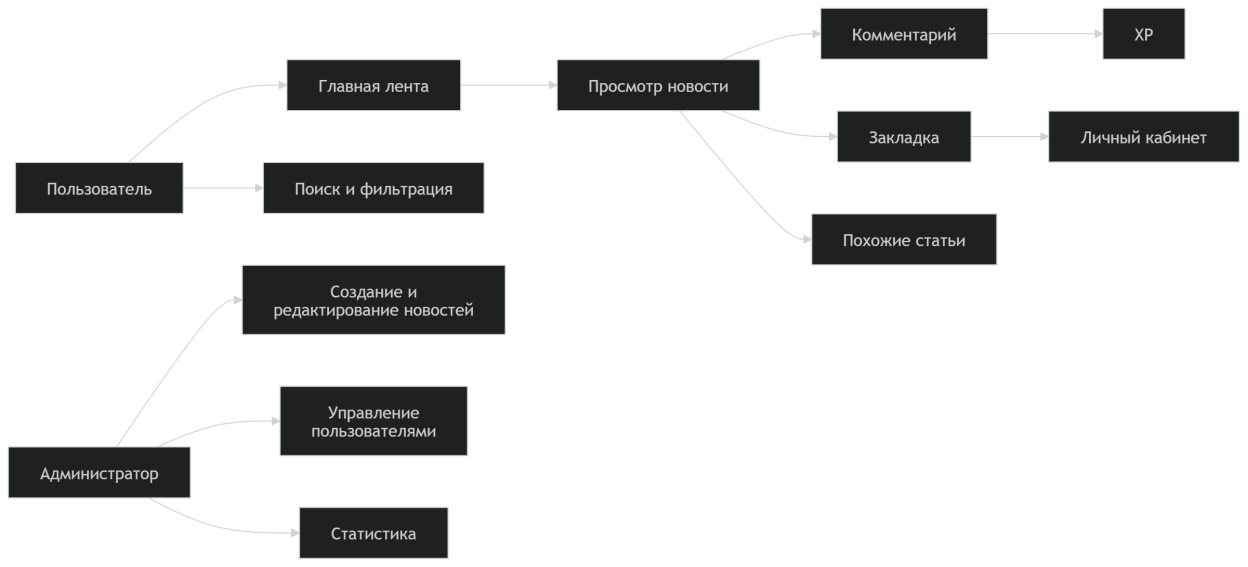 Комментарий
XP
Главная лента
Просмотр новости
Закладка
Личный кабинет
Пользователь
Поиск и фильтрация
Похожие статьи
Создание и
редактирование новостей
Управление
пользователями
Администратор
Статистика